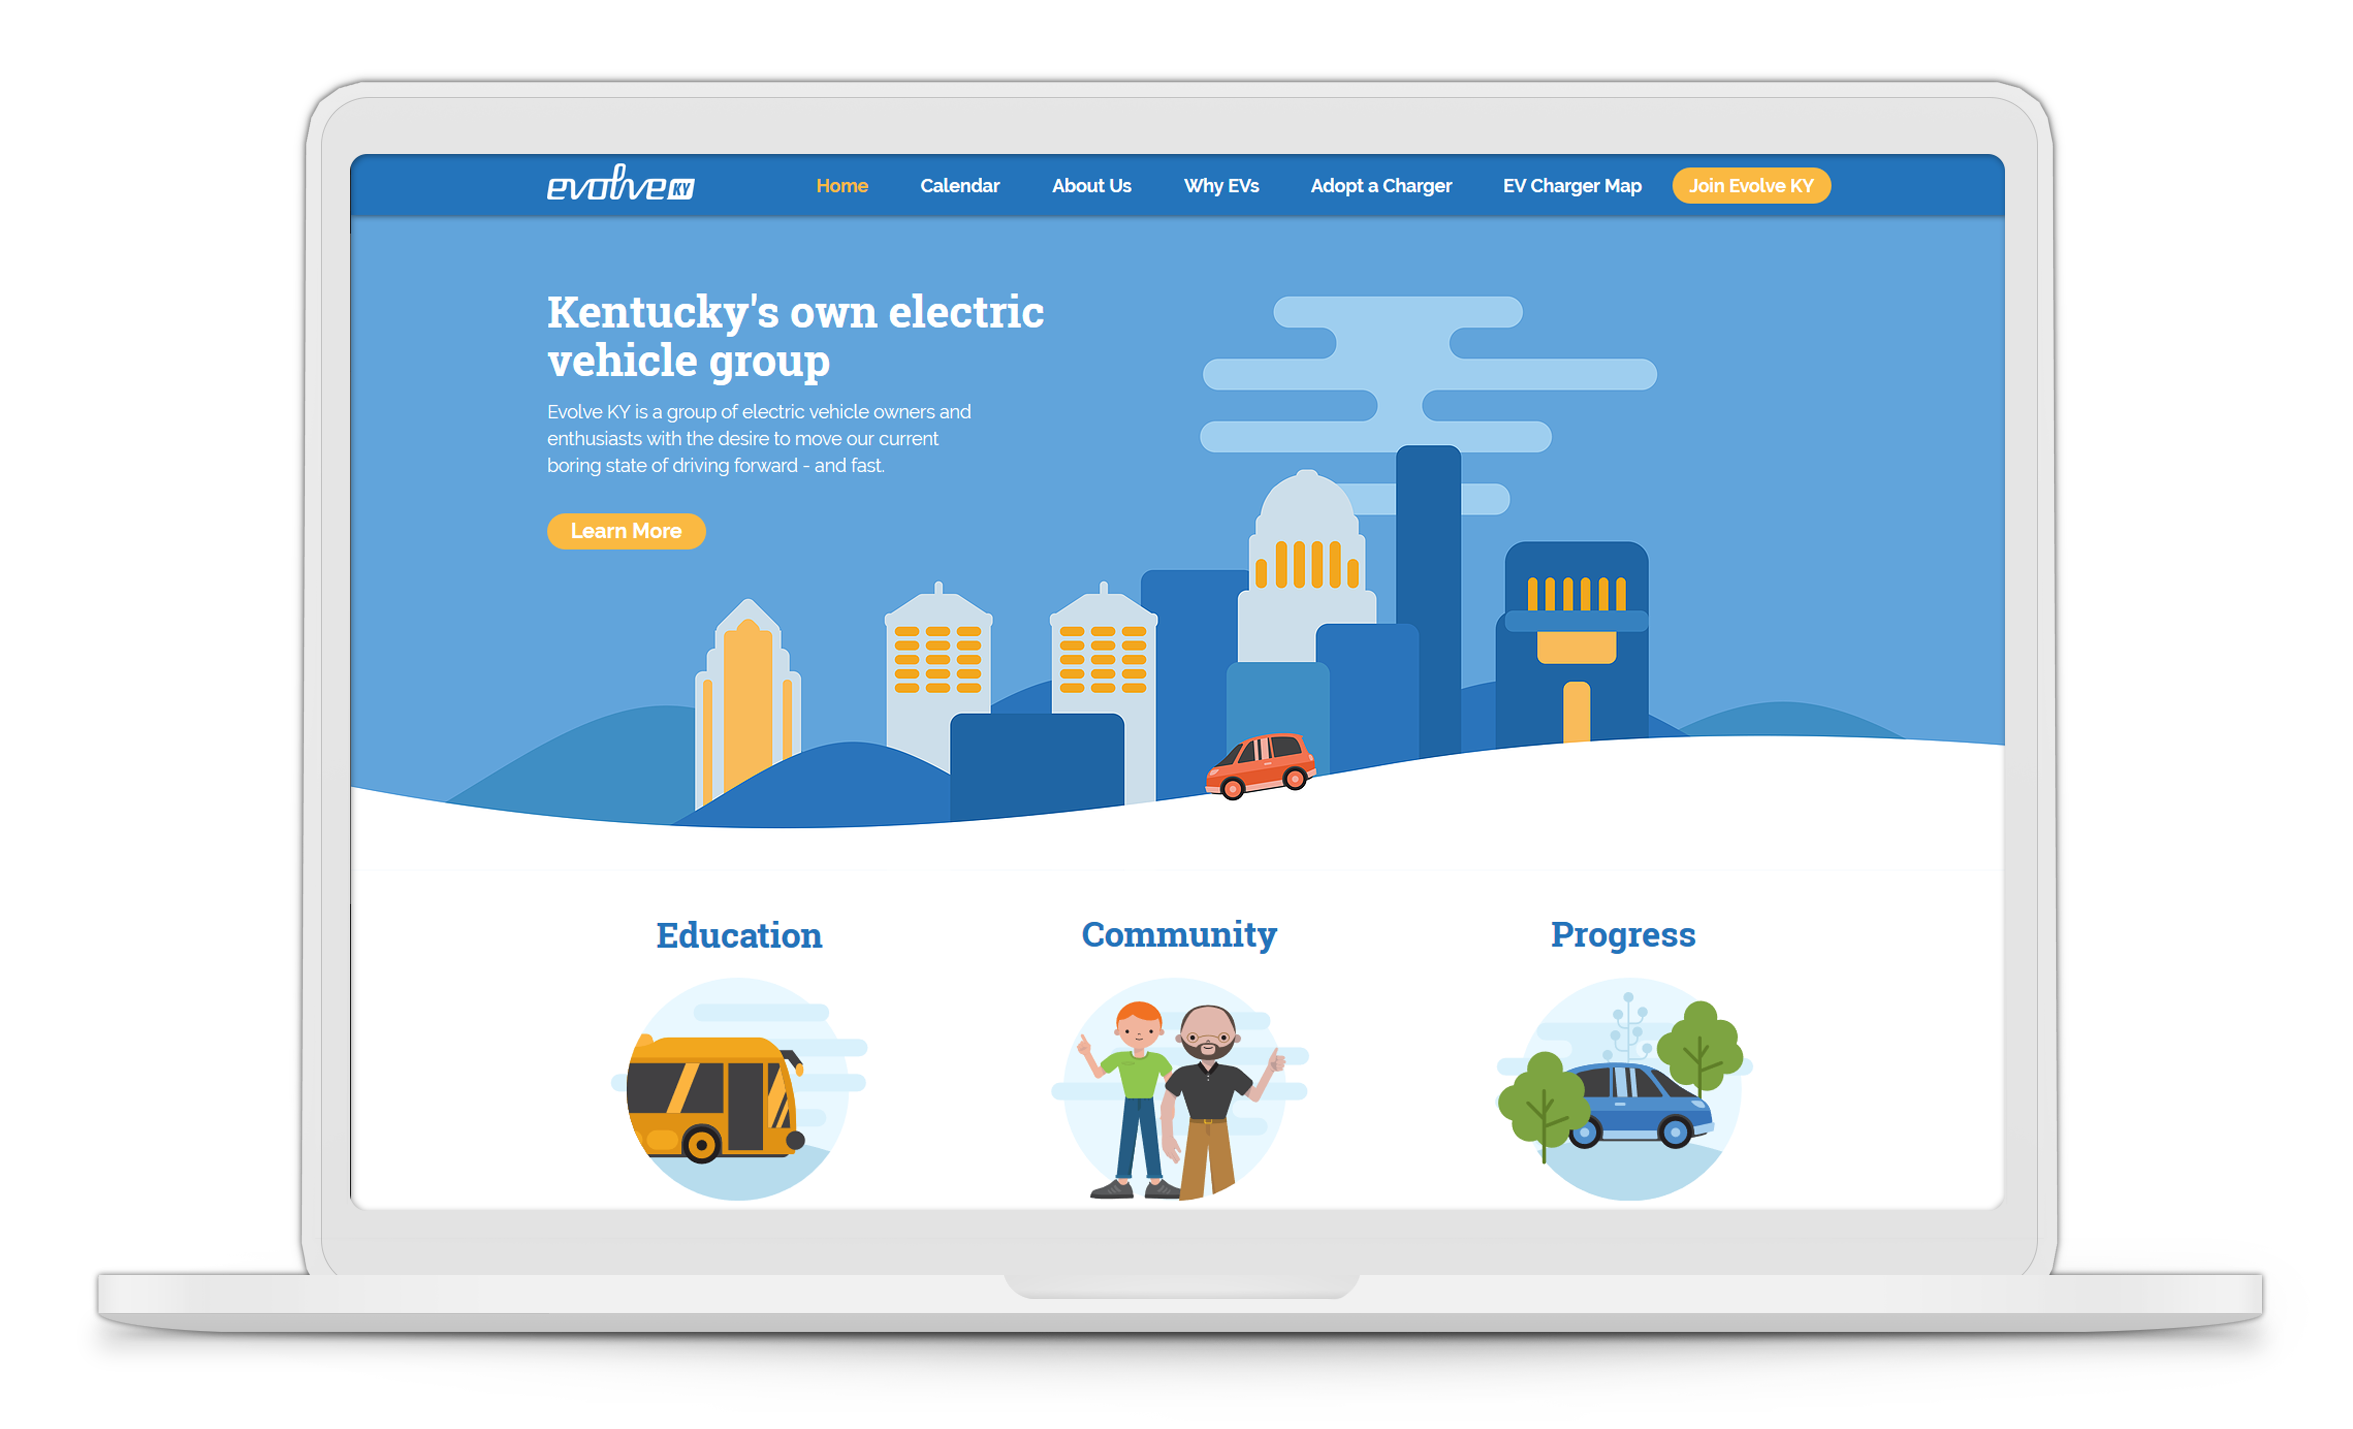 evolve KY
Home Calendar About Us Why EVs Adopt a Charger EV Charger Map Join Evolve KY
Kentucky's own electric
vehicle group
Evolve KY is a group of electric vehicle owners and
enthusiasts with the desire to move our current
boring state of driving forward - and fast.
Learn More
Education Community Progress